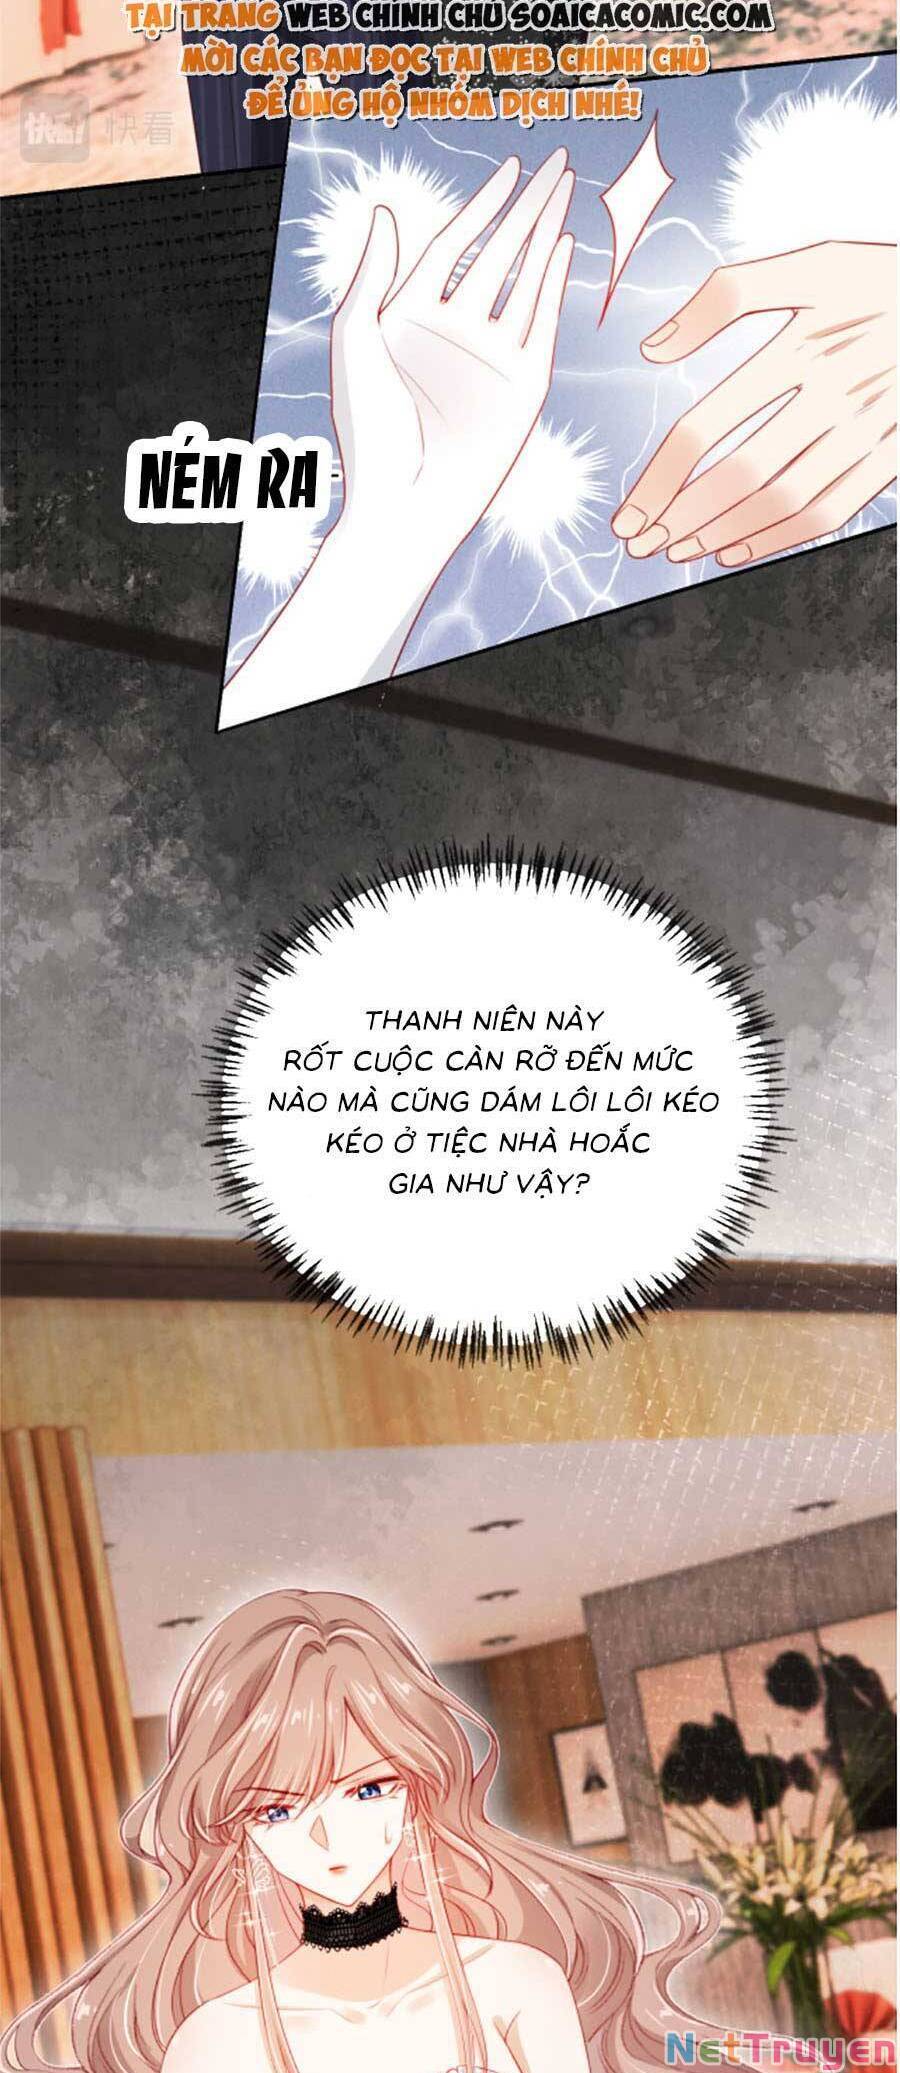 TẠI TRANG WEB CHÍNH CHỦ SOAICACOMIC.COM
MỜI CÁC BẠN ĐỌC TẠI WEB CHÍNH CHỦ
ĐỂ ỦNG HỘ NHÓM DỊCH NHÉ!
快看! 快看
NÉM RA
THANH NIÊN NÀY
RỐT CUỘC CÀN RỠ ĐẾN MỨC
NÀO MÀ CŨNG DÁM LÔI LÔI KÉO
KÉO Ở TIỆC NHÀ HOẮC
GIA NHƯ VẬY?
NetTruyen